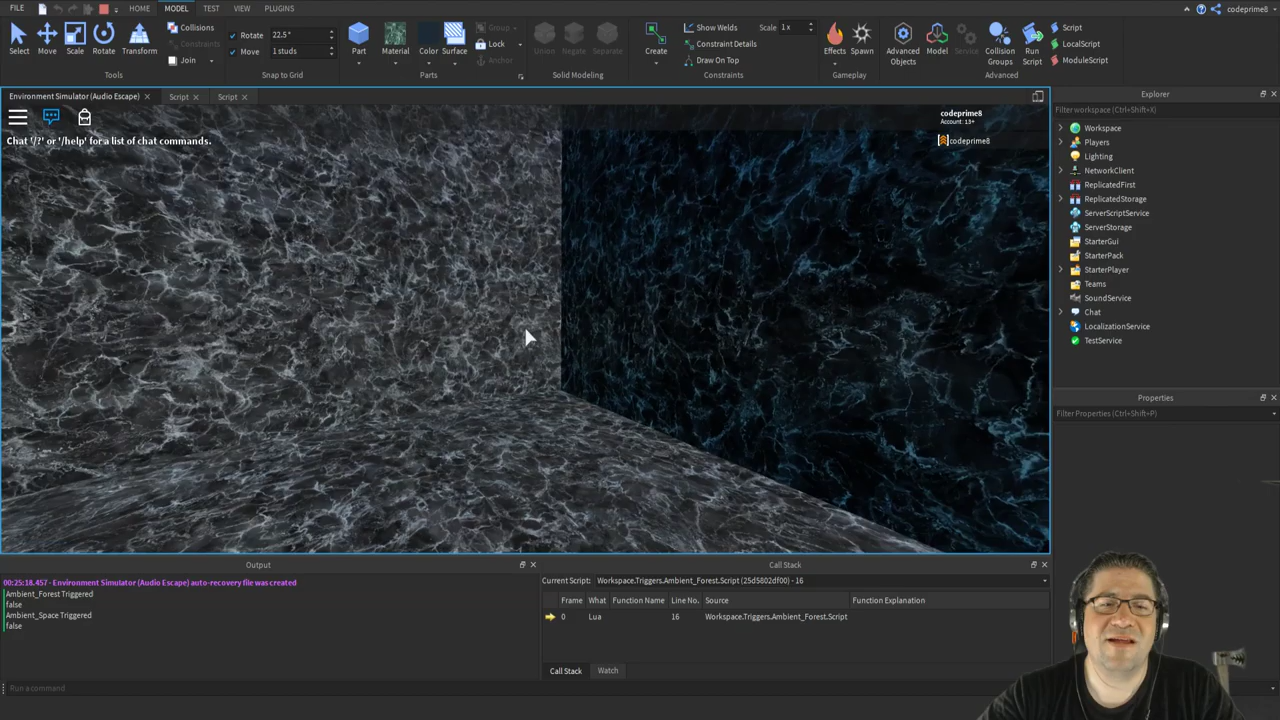 FILE
HOME
MODEL
TEST
VIEW
PLUGINS
codeprime8
Select
Move
Scale
Rotate
Transform
Collisions
Constraints
Join
Tools
Rotate 22.5°
Move 1 studs
Snap to Grid
Part
Material
Color
Surface
Group
Lock
Anchor
Parts
Union
Negate
Separate
Solid Modeling
Create
Show Welds
Scale 1x
Constraint Details
Draw On Top
Constraints
Effects
Spawn
Gameplay
Advanced Objects
Model
Service
Collision Groups
Run Script
Script
LocalScript
ModuleScript
Advanced
Environment Simulator (Audio Escape)
Script
Script
Chat '/?' or '/help' for a list of chat commands.
codeprime8
Account: 13+
codeprime8
Explorer
Filter workspace (Ctrl+Shift+X)
Workspace
Players
Lighting
NetworkClient
ReplicatedFirst
ReplicatedStorage
ServerScriptService
ServerStorage
StarterGui
StarterPack
StarterPlayer
Teams
SoundService
Chat
LocalizationService
TestService
Properties
Filter Properties (Ctrl+Shift+P)
Output
00:25:18.457 - Environment Simulator (Audio Escape) auto-recovery file was created
Ambient_Forest Triggered
false
Ambient_Space Triggered
false
Call Stack
Current Script: Workspace.Triggers.Ambient_Forest.Script (25d5802df00) - 16
Frame What Function Name Line No. Source Function Explanation
0 Lua 16 Workspace.Triggers.Ambient_Forest.Script
Call Stack
Watch
Run a command